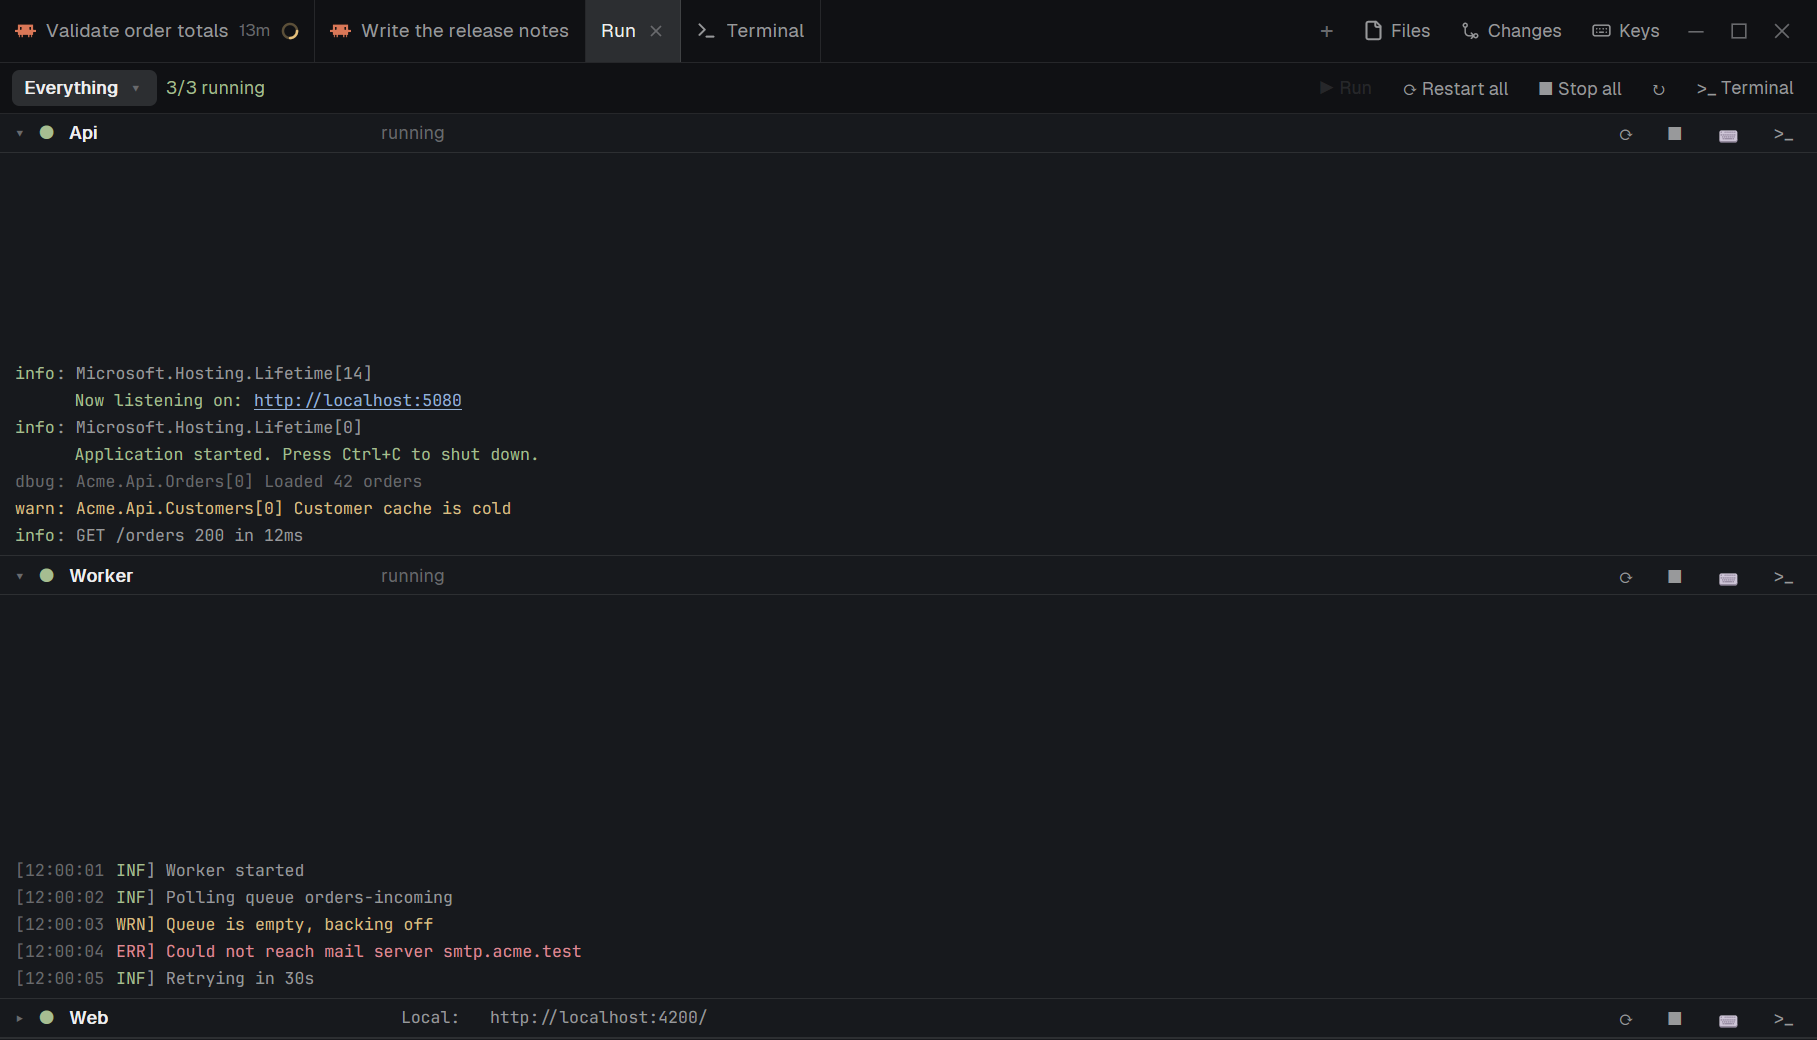 Validate order totals 13m
Write the release notes
Run
>_ Terminal
+
Files
Changes
Keys
Everything
3/3 running
Run
Restart all
Stop all
>_ Terminal
Api running >_
info: Microsoft.Hosting.Lifetime[14]
Now listening on: http://localhost:5080
info: Microsoft.Hosting.Lifetime[0]
Application started. Press Ctrl+C to shut down.
dbug: Acme.Api.Orders[0] Loaded 42 orders
warn: Acme.Api.Customers[0] Customer cache is cold
info: GET /orders 200 in 12ms
Worker running >_
[12:00:01 INF] Worker started
[12:00:02 INF] Polling queue orders-incoming
[12:00:03 WRN] Queue is empty, backing off
[12:00:04 ERR] Could not reach mail server smtp.acme.test
[12:00:05 INF] Retrying in 30s
Web Local: http://localhost:4200/ >_